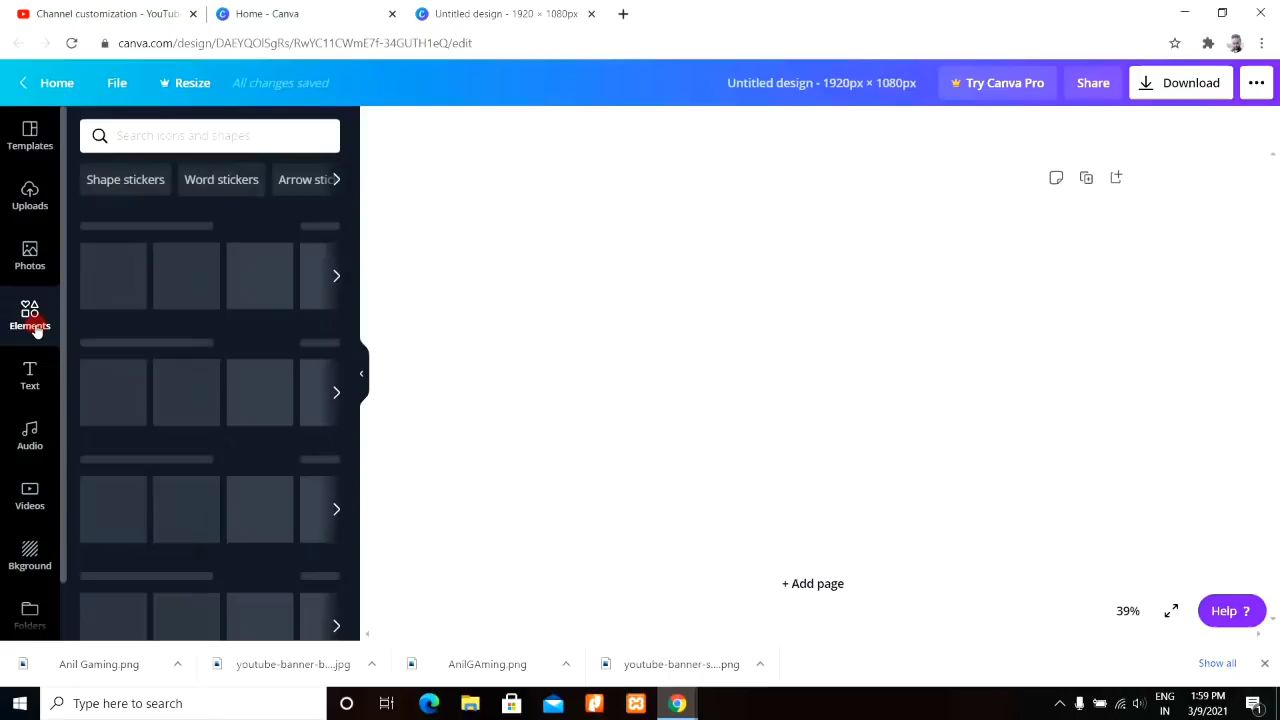 Channel customization - YouTub
Home - Canva
Untitled design - 1920 × 1080px
canva.com/design/DAEYQOlSgRs/RwYC11CWmE7f-34GUTH1eQ/edit
Home
File
Resize
All changes saved
Untitled design - 1920px × 1080px
Try Canva Pro
Share
Download
Templates
Search icons and shapes
Shape stickers
Word stickers
Arrow stic
Uploads
Photos
Elements
Text
Audio
Videos
Bkground
Folders
+ Add page
39%
Help ?
Anil Gaming.png
youtube-banner-b....jpg
AnilGAming.png
youtube-banner-s....png
Show all
Type here to search
ENG
IN
1:59 PM
3/9/2021
1